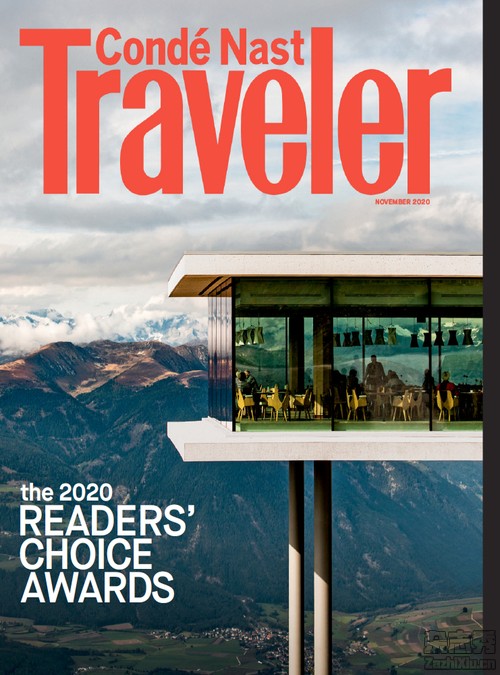 Condé Nast
Traveler
NOVEMBER 2020
the 2020
READERS'
CHOICE
AWARDS